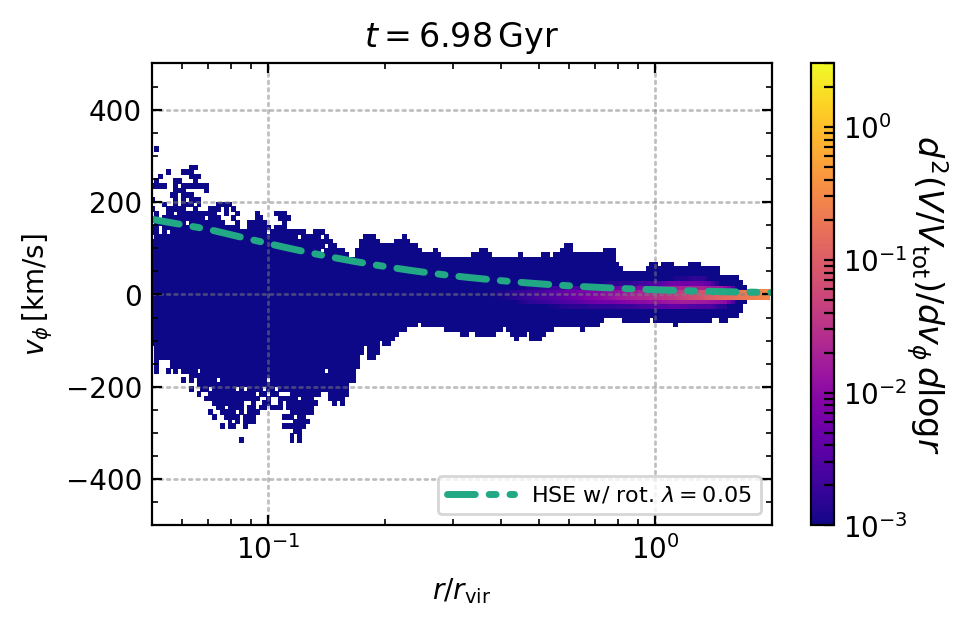 t = 6.98 Gyr
400
200
0
−200
−400
v_ϕ [km/s]
HSE w/ rot. λ = 0.05
10^−1
10^0
r/r_vir
10^0
10^−1
10^−2
10^−3
d^2(V/V_tot)/dv_ϕ dlogr